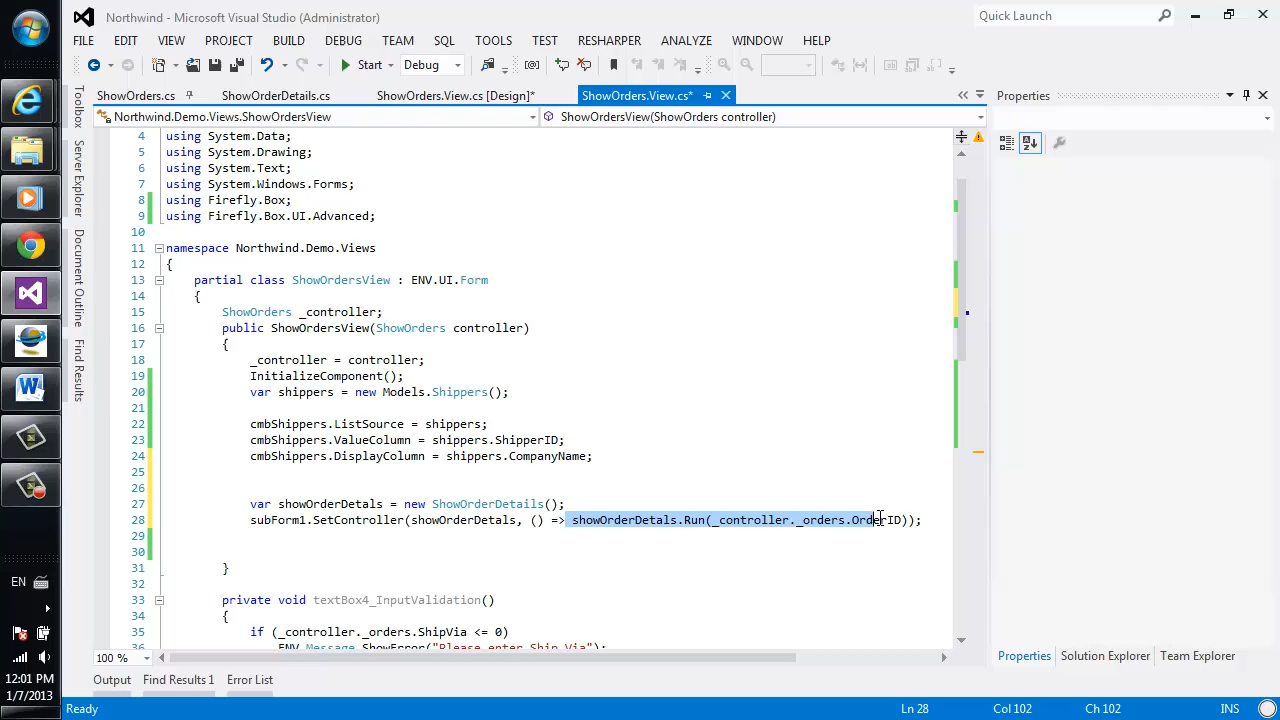 Northwind - Microsoft Visual Studio (Administrator)
Quick Launch
FILE EDIT VIEW PROJECT BUILD DEBUG TEAM SQL TOOLS TEST RESHARPER ANALYZE WINDOW HELP
Start Debug
ShowOrders.cs ShowOrderDetails.cs ShowOrders.View.cs [Design]* ShowOrders.View.cs*
Properties
Northwind.Demo.Views.ShowOrdersView ShowOrdersView(ShowOrders controller)
Toolbox
Server Explorer
Document Outline
Find Results
4 using System.Data;
5 using System.Drawing;
6 using System.Text;
7 using System.Windows.Forms;
8 using Firefly.Box;
9 using Firefly.Box.UI.Advanced;
10
11 namespace Northwind.Demo.Views
12 {
13 partial class ShowOrdersView : ENV.UI.Form
14 {
15 ShowOrders _controller;
16 public ShowOrdersView(ShowOrders controller)
17 {
18 _controller = controller;
19 InitializeComponent();
20 var shippers = new Models.Shippers();
21
22 cmbShippers.ListSource = shippers;
23 cmbShippers.ValueColumn = shippers.ShipperID;
24 cmbShippers.DisplayColumn = shippers.CompanyName;
25
26
27 var showOrderDetals = new ShowOrderDetails();
28 subForm1.SetController(showOrderDetals, () => showOrderDetals.Run(_controller._orders.OrderID));
29
30
31 }
32
33 private void textBox4_InputValidation()
34 {
35 if (_controller._orders.ShipVia <= 0)
36 ENV.Message.ShowError("Please enter Ship Via");
100 %
Properties Solution Explorer Team Explorer
Output Find Results 1 Error List
Ready Ln 28 Col 102 Ch 102 INS
EN
12:01 PM
1/7/2013